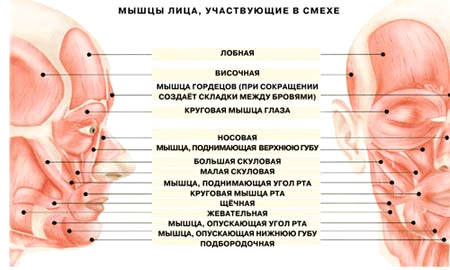 МЫШЦЫ ЛИЦА, УЧАСТВУЮЩИЕ В СМЕХЕ
ЛОБНАЯ
ВИСОЧНАЯ
МЫШЦА ГОРДЕЦОВ (ПРИ СОКРАЩЕНИИ
СОЗДАЁТ СКЛАДКИ МЕЖДУ БРОВЯМИ)
КРУГОВАЯ МЫШЦА ГЛАЗА
НОСОВАЯ
МЫШЦА, ПОДНИМАЮЩАЯ ВЕРХНЮЮ ГУБУ
БОЛЬШАЯ СКУЛОВАЯ
МАЛАЯ СКУЛОВАЯ
МЫШЦА, ПОДНИМАЮЩАЯ УГОЛ РТА
КРУГОВАЯ МЫШЦА РТА
ЩЁЧНАЯ
ЖЕВАТЕЛЬНАЯ
МЫШЦА, ОПУСКАЮЩАЯ УГОЛ РТА
МЫШЦА, ОПУСКАЮЩАЯ НИЖНЮЮ ГУБУ
ПОДБОРОДОЧНАЯ